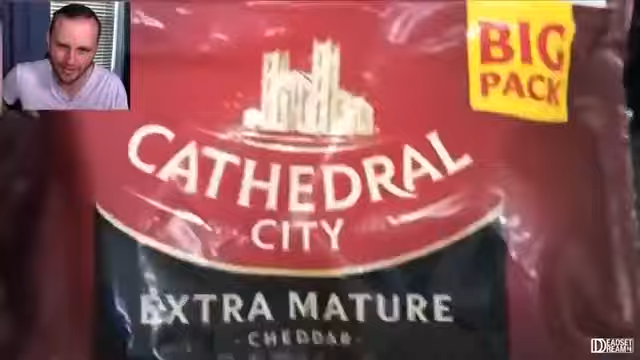 BIG
PACK
CATHEDRAL
CITY
EXTRA MATURE
- CHEDDAR -